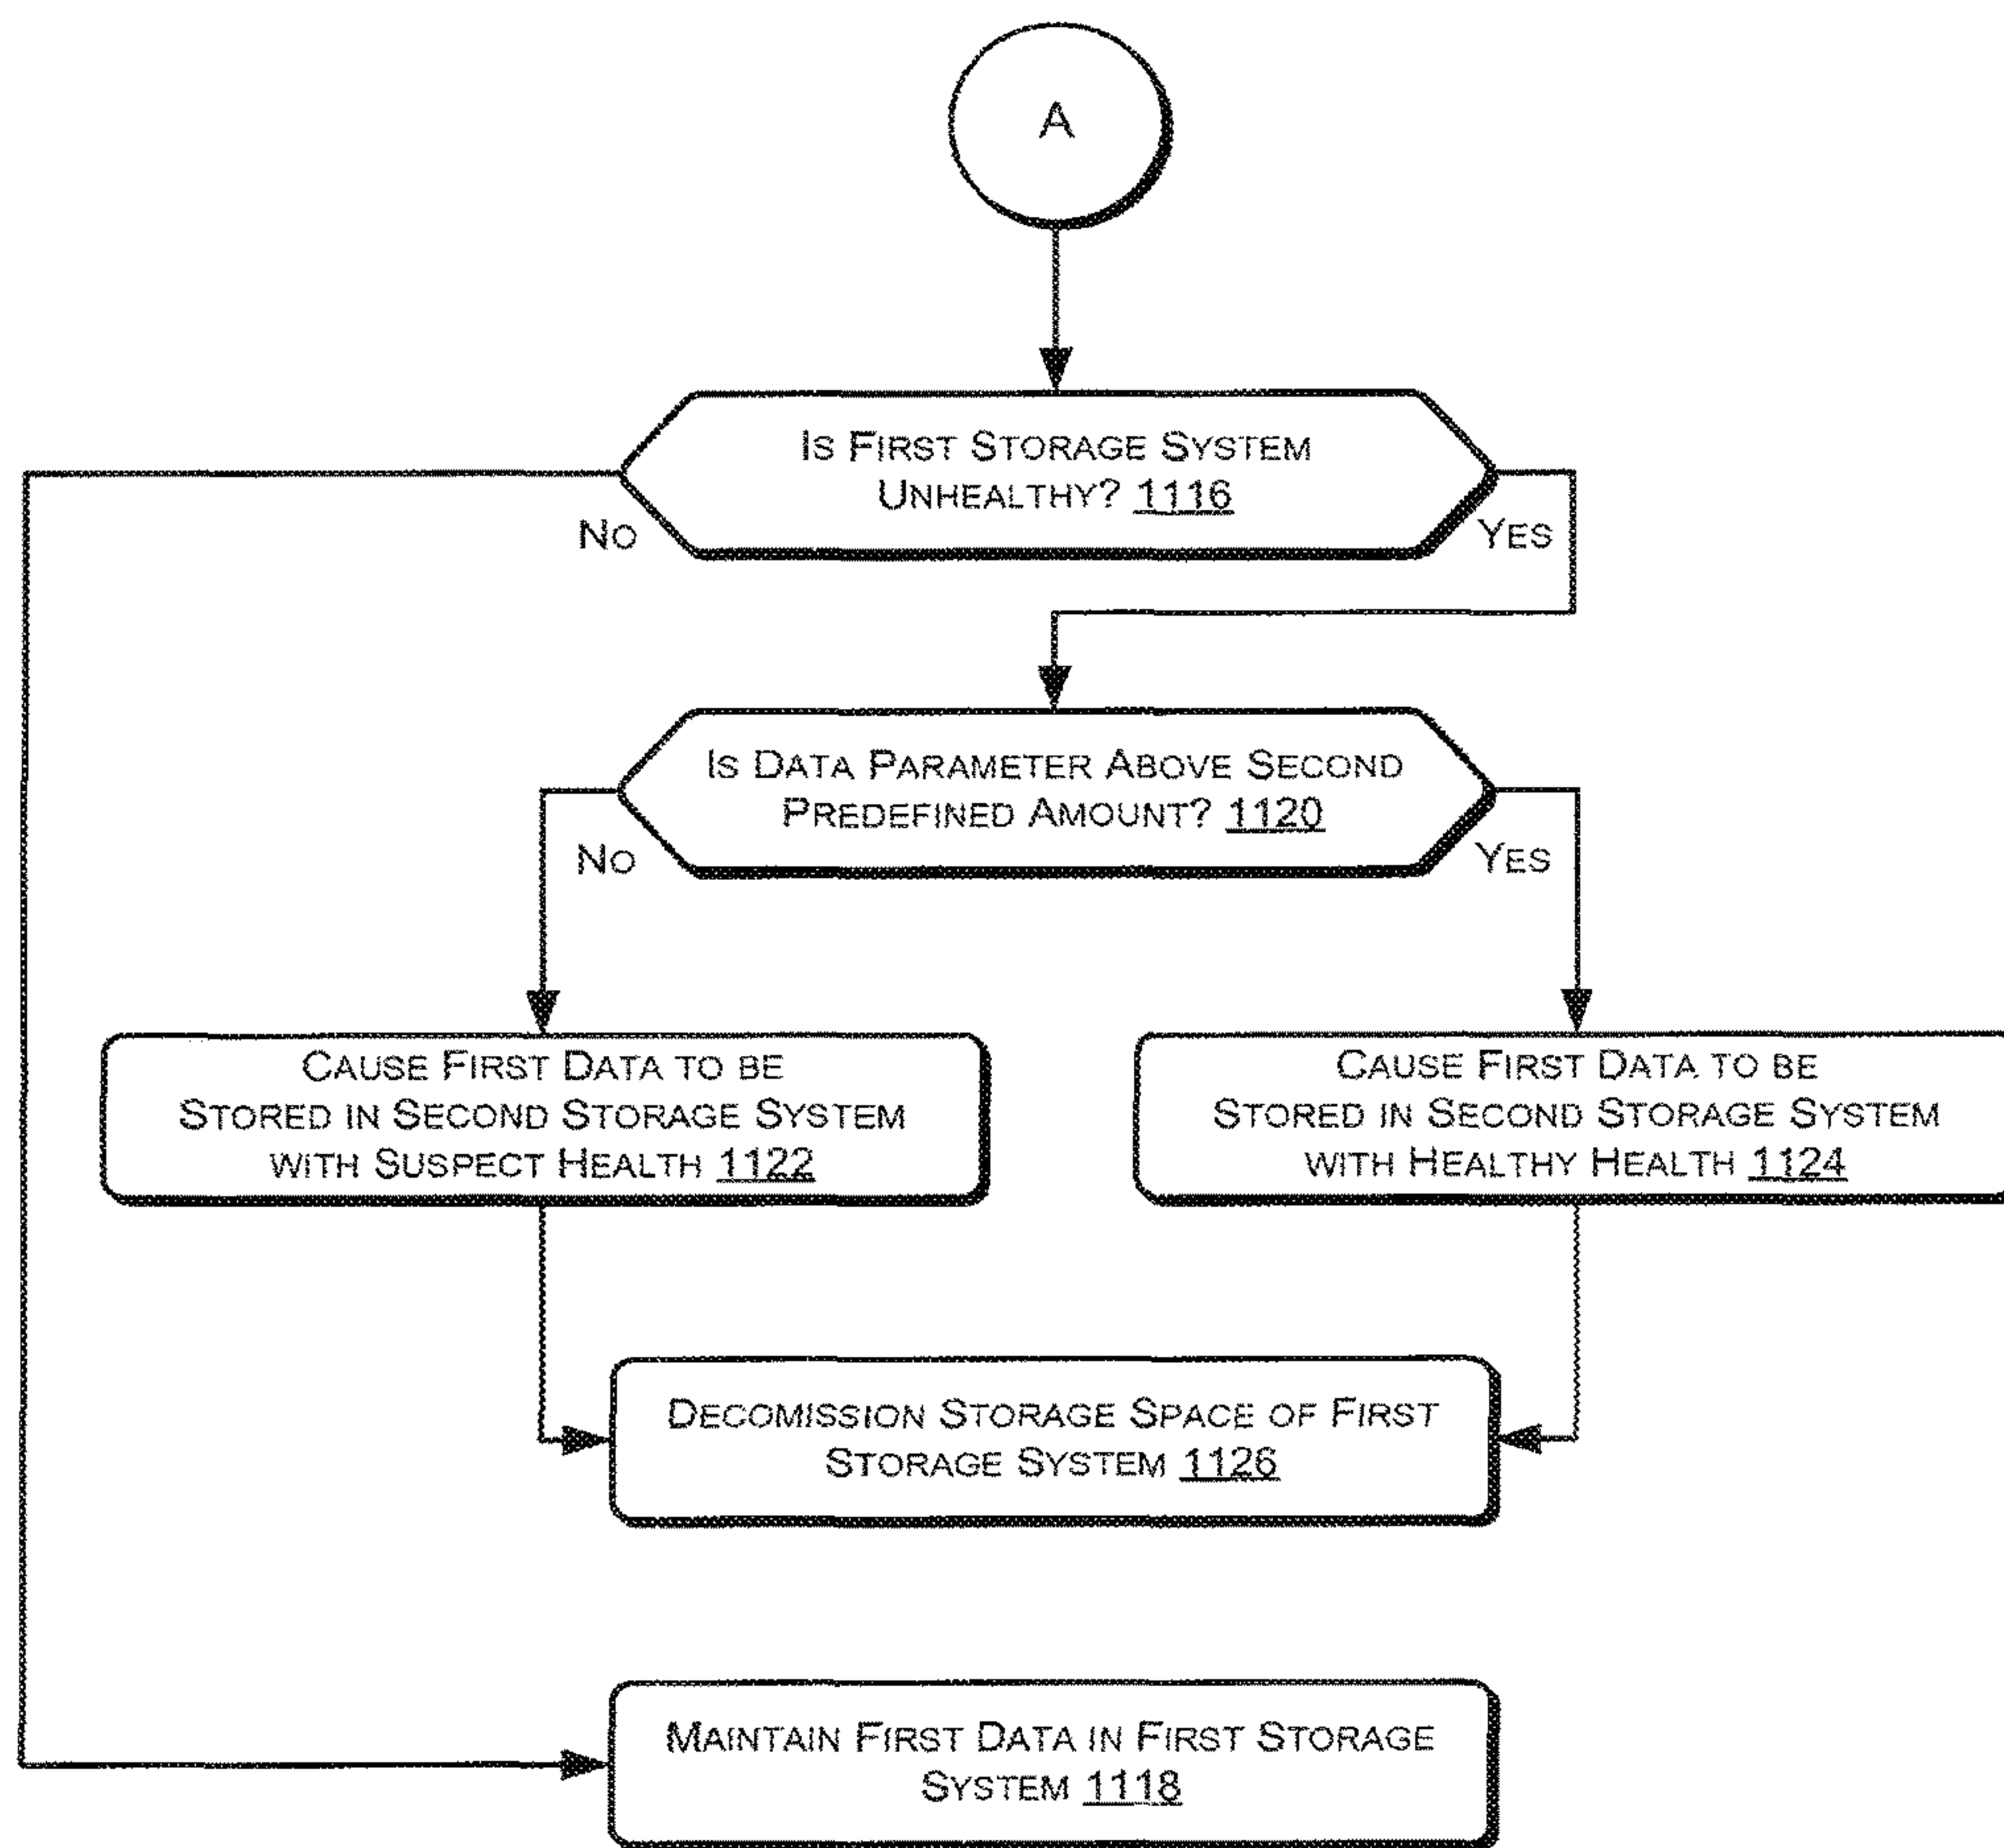 A
IS FIRST STORAGE SYSTEM
UNHEALTHY? 1116
NO
YES
IS DATA PARAMETER ABOVE SECOND
PREDEFINED AMOUNT? 1120
NO
YES
CAUSE FIRST DATA TO BE
STORED IN SECOND STORAGE SYSTEM
WITH SUSPECT HEALTH 1122
CAUSE FIRST DATA TO BE
STORED IN SECOND STORAGE SYSTEM
WITH HEALTHY HEALTH 1124
DECOMISSION STORAGE SPACE OF FIRST
STORAGE SYSTEM 1126
MAINTAIN FIRST DATA IN FIRST STORAGE
SYSTEM 1118